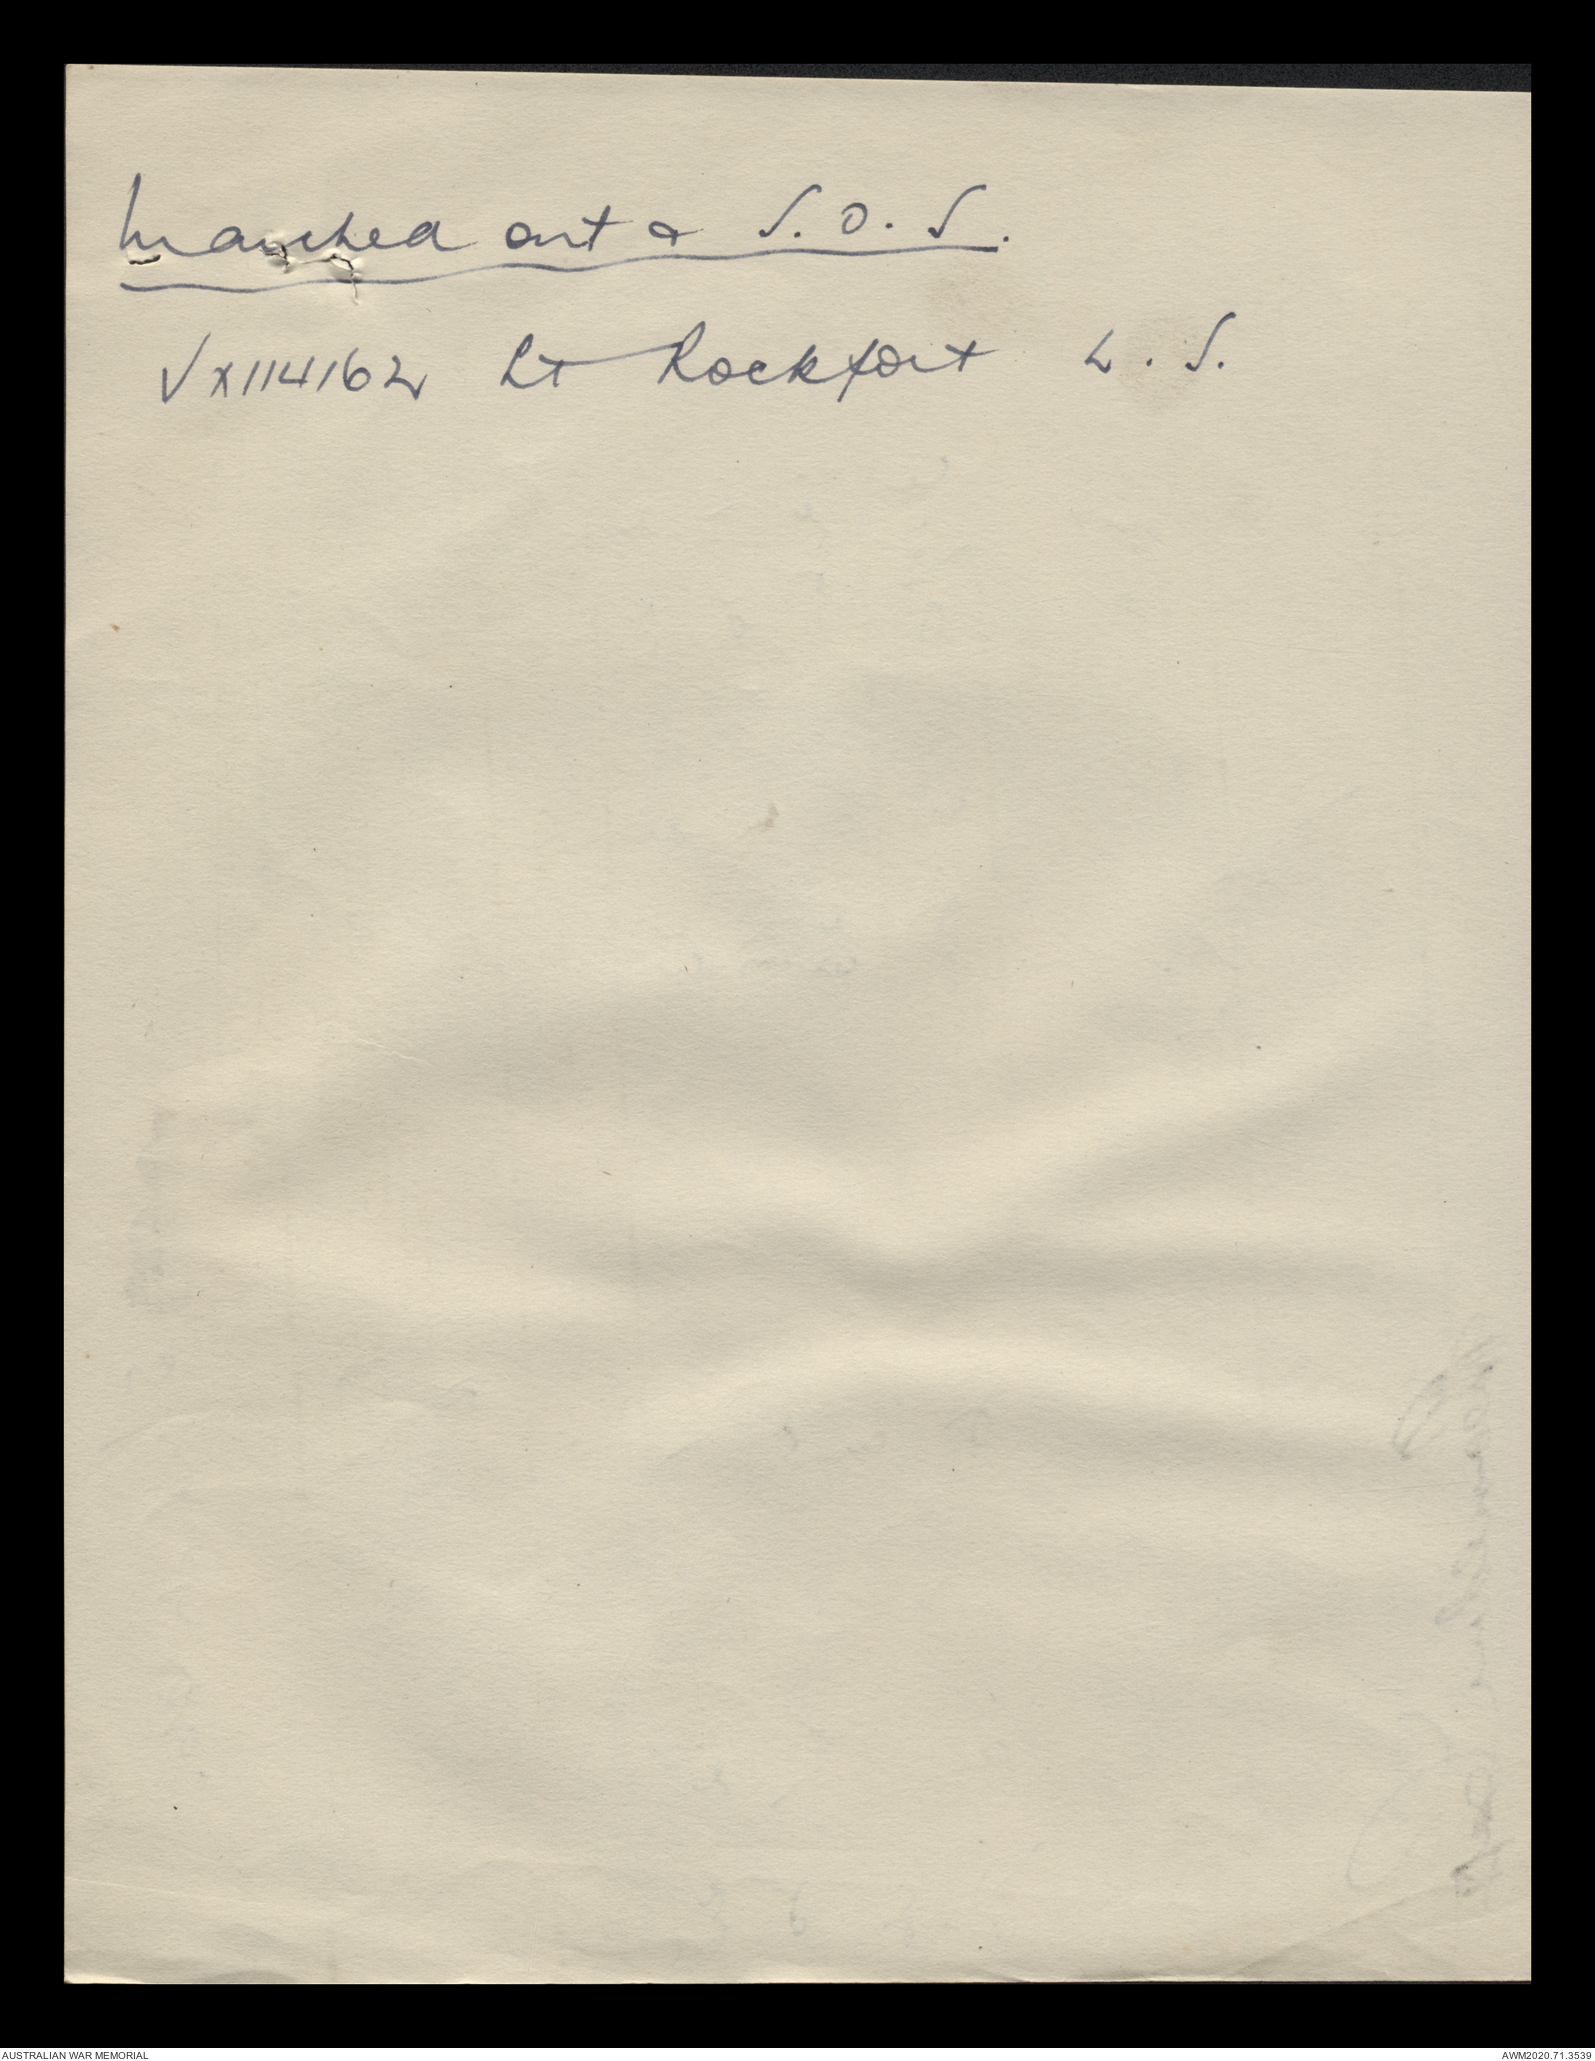 Marched out & S.O.S.
VX114162 Lt Rockfort L.S.
AUSTRALIAN WAR MEMORIAL
AWM2020.71.3539